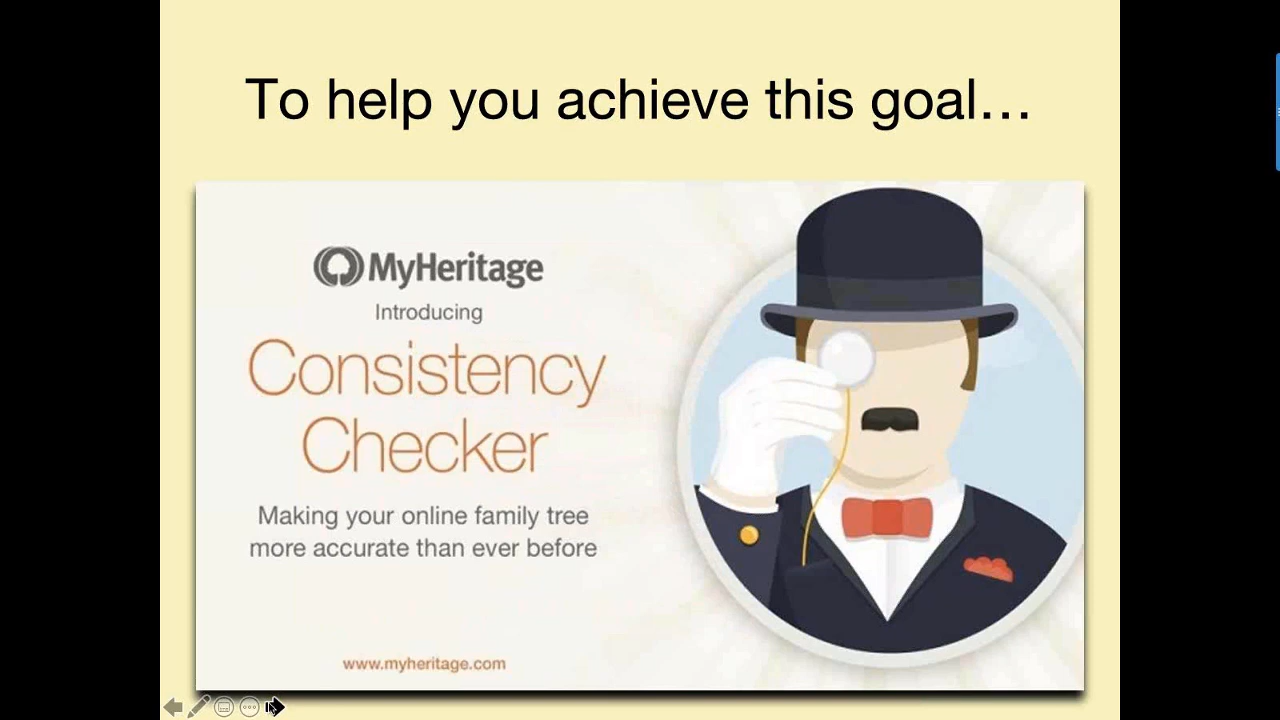 To help you achieve this goal…
MyHeritage
Introducing
Consistency
Checker
Making your online family tree
more accurate than ever before
www.myheritage.com